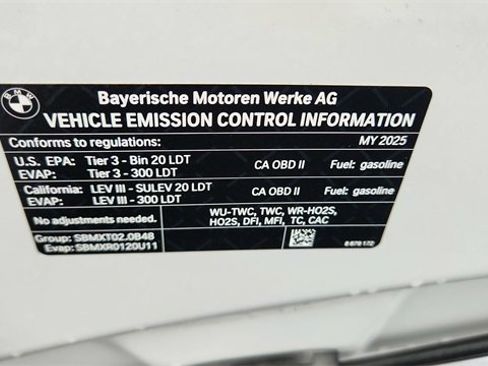 BMW
Bayerische Motoren Werke AG
VEHICLE EMISSION CONTROL INFORMATION
Conforms to regulations: MY 2025
U.S. EPA: Tier 3 - Bin 20 LDT CA OBD II Fuel: gasoline
EVAP: Tier 3 - 300 LDT
California: LEV III - SULEV 20 LDT CA OBD II Fuel: gasoline
EVAP: LEV III - 300 LDT
No adjustments needed. WU-TWC, TWC, WR-HO2S,
HO2S, DFI, MFI, TC, CAC
Group: SBMXT02.0B48
Evap: SBMXR0120U11